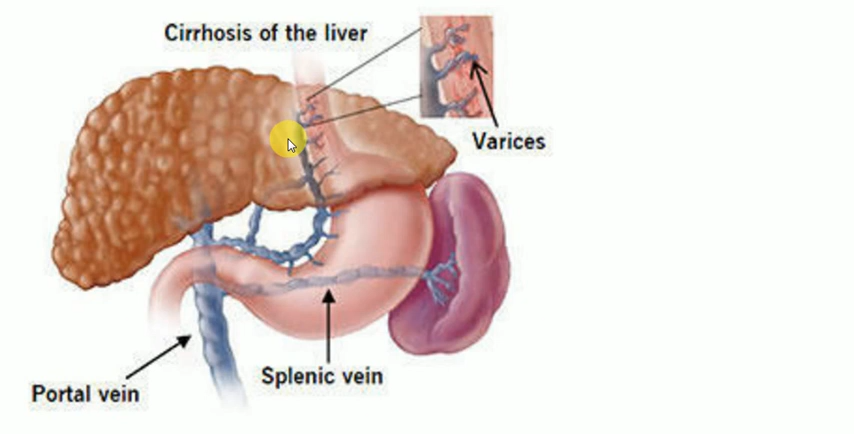 Cirrhosis of the liver
Varices
Splenic vein
Portal vein